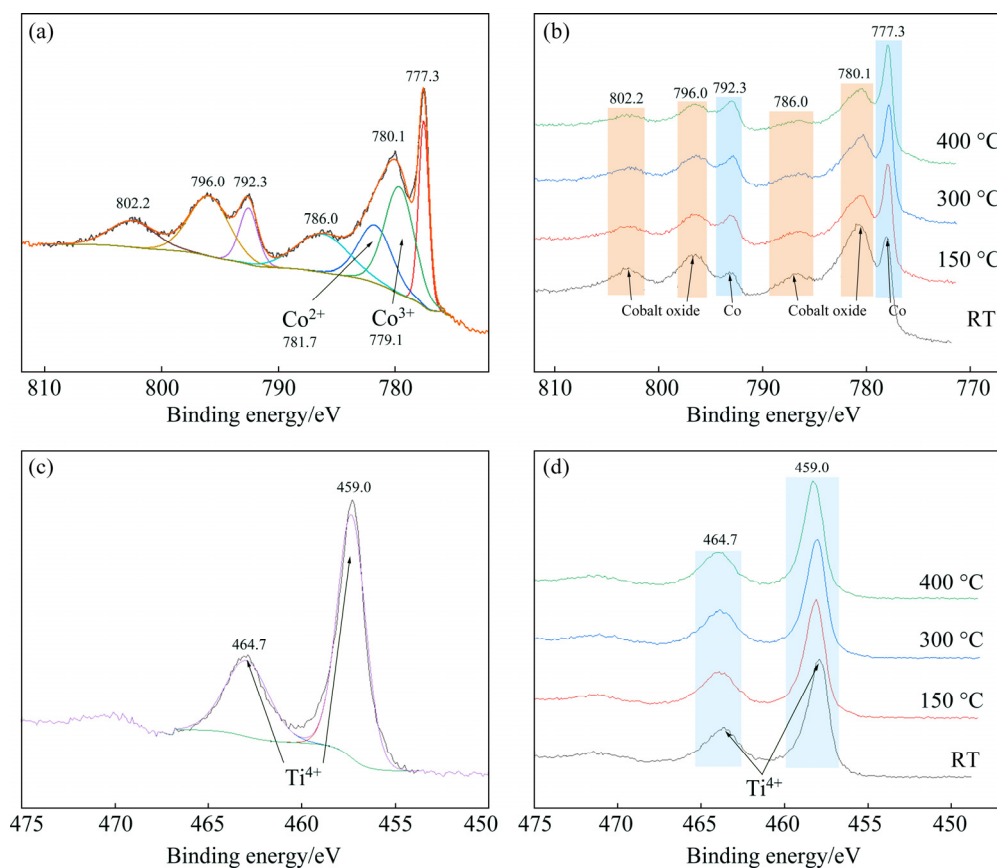 (a)
777.3
780.1
796.0
792.3
802.2
786.0
Co2+
781.7
Co3+
779.1
810
800
790
780
Binding energy/eV
(b)
777.3
780.1
802.2
796.0
792.3
786.0
400 °C
300 °C
150 °C
RT
Cobalt oxide
Co
Cobalt oxide
Co
810
800
790
780
770
Binding energy/eV
(c)
459.0
464.7
Ti4+
475
470
465
460
455
450
Binding energy/eV
(d)
459.0
464.7
400 °C
300 °C
150 °C
RT
Ti4+
475
470
465
460
455
450
Binding energy/eV